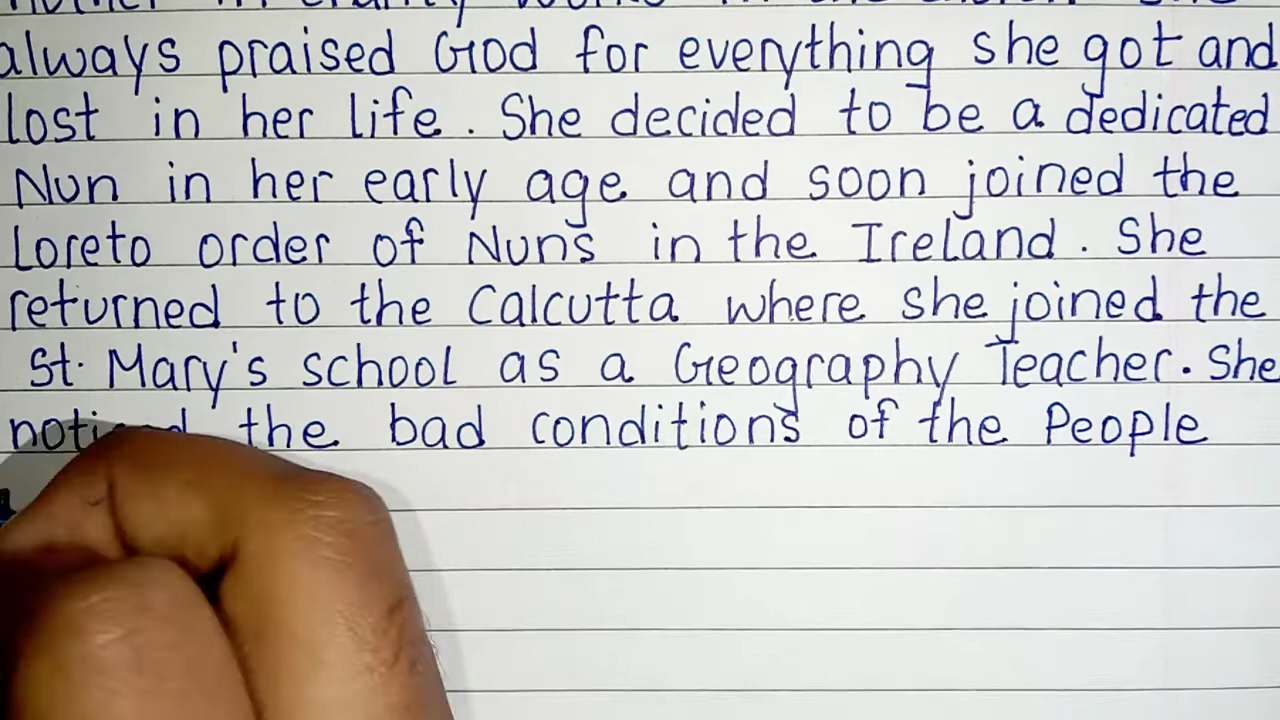 always praised God for everything she got and
lost in her life. She decided to be a dedicated
Nun in her early age and soon joined the
Loreto order of Nuns in the Ireland. She
returned to the Calcutta where she joined the
St. Mary's school as a Geography Teacher. She
noticed the bad conditions of the People